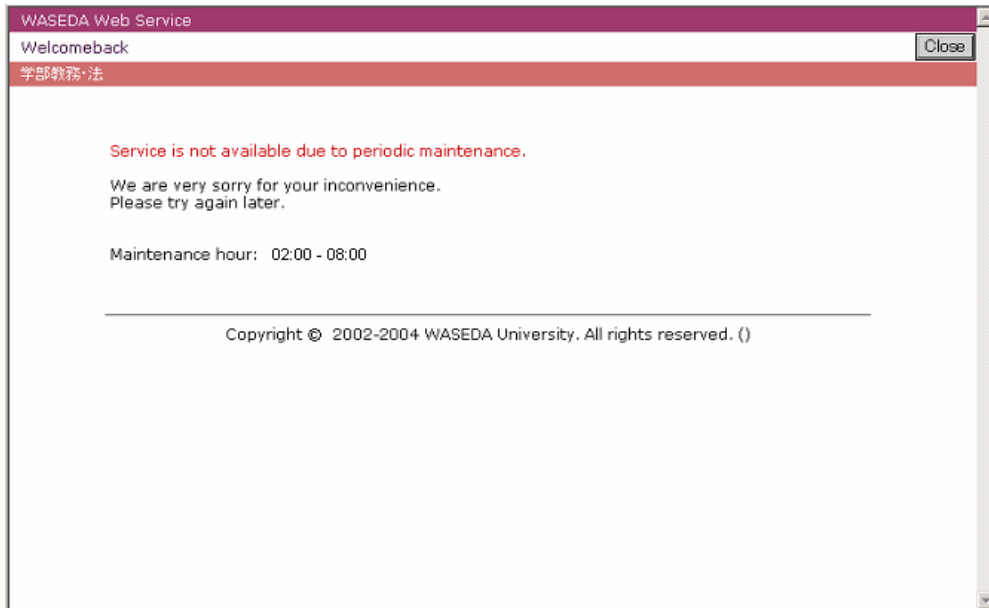 WASEDA Web Service
Welcomeback
Close
学部教務・法
Service is not available due to periodic maintenance.
We are very sorry for your inconvenience.
Please try again later.
Maintenance hour: 02:00 - 08:00
Copyright © 2002-2004 WASEDA University. All rights reserved. ()